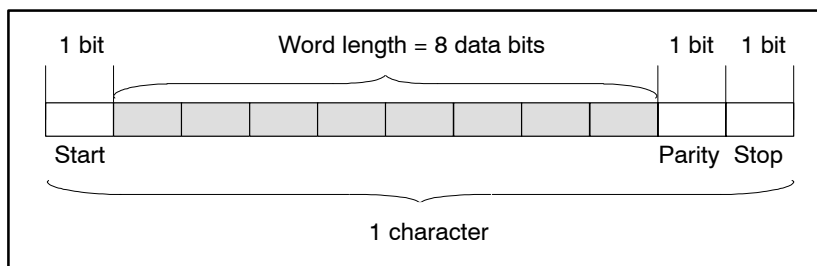 1 bit Word length = 8 data bits 1 bit 1 bit
Start Parity Stop
1 character